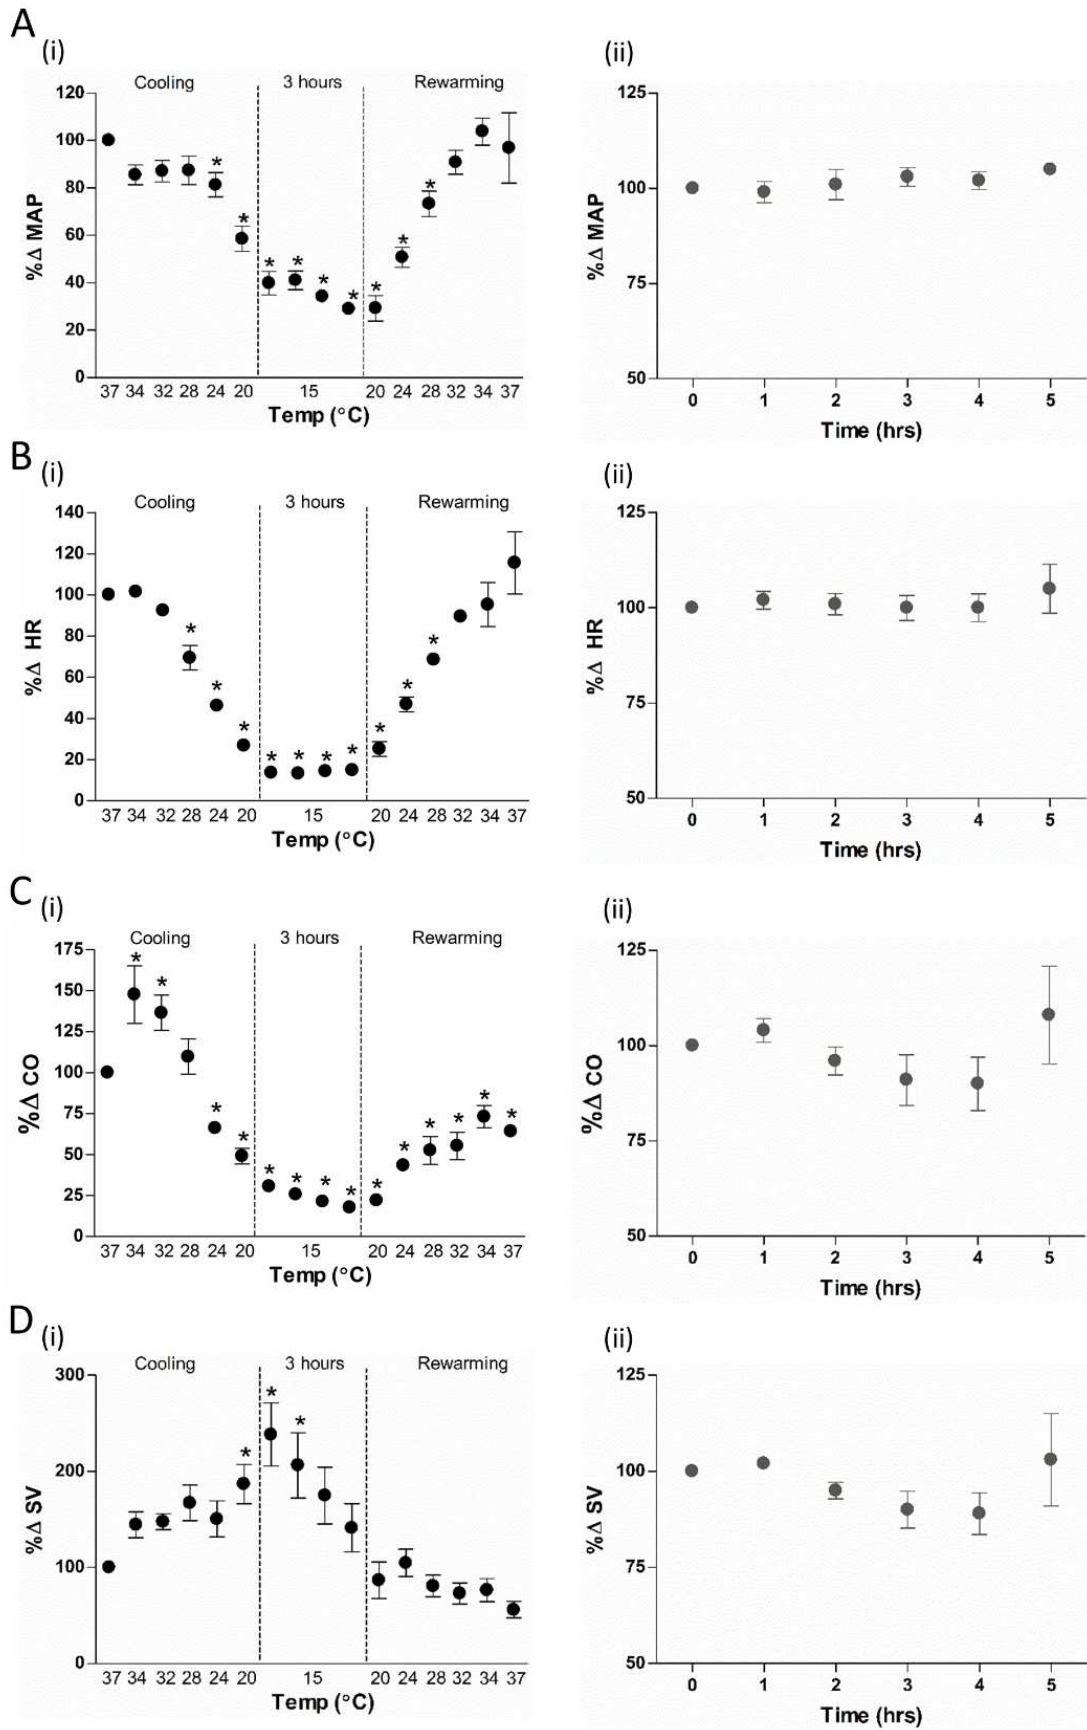 A
(i)
(ii)
Cooling 3 hours Rewarming
120
100
80
60
40
20
0
%Δ MAP
* * * * * * * * *
37 34 32 28 24 20 15 20 24 28 32 34 37
Temp (°C)
125
100
75
50
%Δ MAP
0 1 2 3 4 5
Time (hrs)
B
(i)
(ii)
Cooling 3 hours Rewarming
140
120
100
80
60
40
20
0
%Δ HR
* * * * * * * * * *
37 34 32 28 24 20 15 20 24 28 32 34 37
Temp (°C)
125
100
75
50
%Δ HR
0 1 2 3 4 5
Time (hrs)
C
(i)
(ii)
Cooling 3 hours Rewarming
175
150
125
100
75
50
25
0
%Δ CO
* * * * * * * * * * * * * *
37 34 32 28 24 20 15 20 24 28 32 34 37
Temp (°C)
125
100
75
50
%Δ CO
0 1 2 3 4 5
Time (hrs)
D
(i)
(ii)
Cooling 3 hours Rewarming
300
200
100
0
%Δ SV
* * *
37 34 32 28 24 20 15 20 24 28 32 34 37
Temp (°C)
125
100
75
50
%Δ SV
0 1 2 3 4 5
Time (hrs)